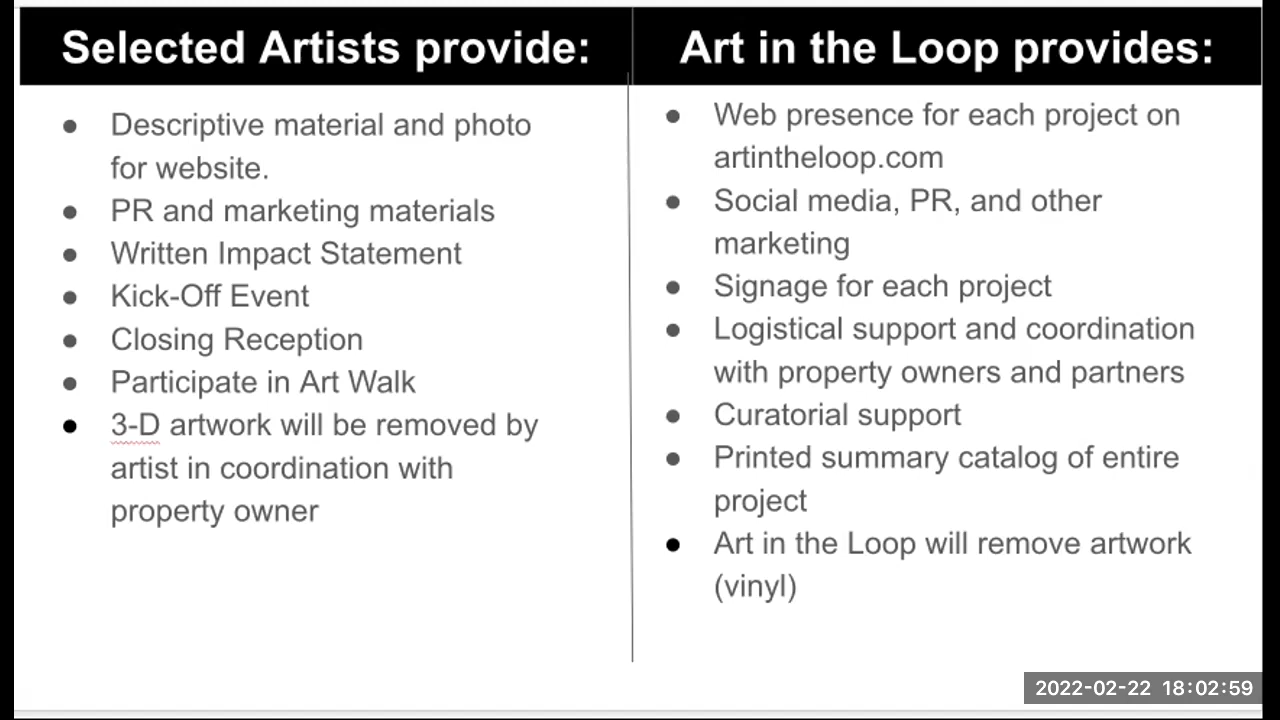 Selected Artists provide:
● Descriptive material and photo
for website.
● PR and marketing materials
● Written Impact Statement
● Kick-Off Event
● Closing Reception
● Participate in Art Walk
● 3-D artwork will be removed by
artist in coordination with
property owner
Art in the Loop provides:
● Web presence for each project on
artintheloop.com
● Social media, PR, and other
marketing
● Signage for each project
● Logistical support and coordination
with property owners and partners
● Curatorial support
● Printed summary catalog of entire
project
● Art in the Loop will remove artwork
(vinyl)
2022-02-22 18:02:59